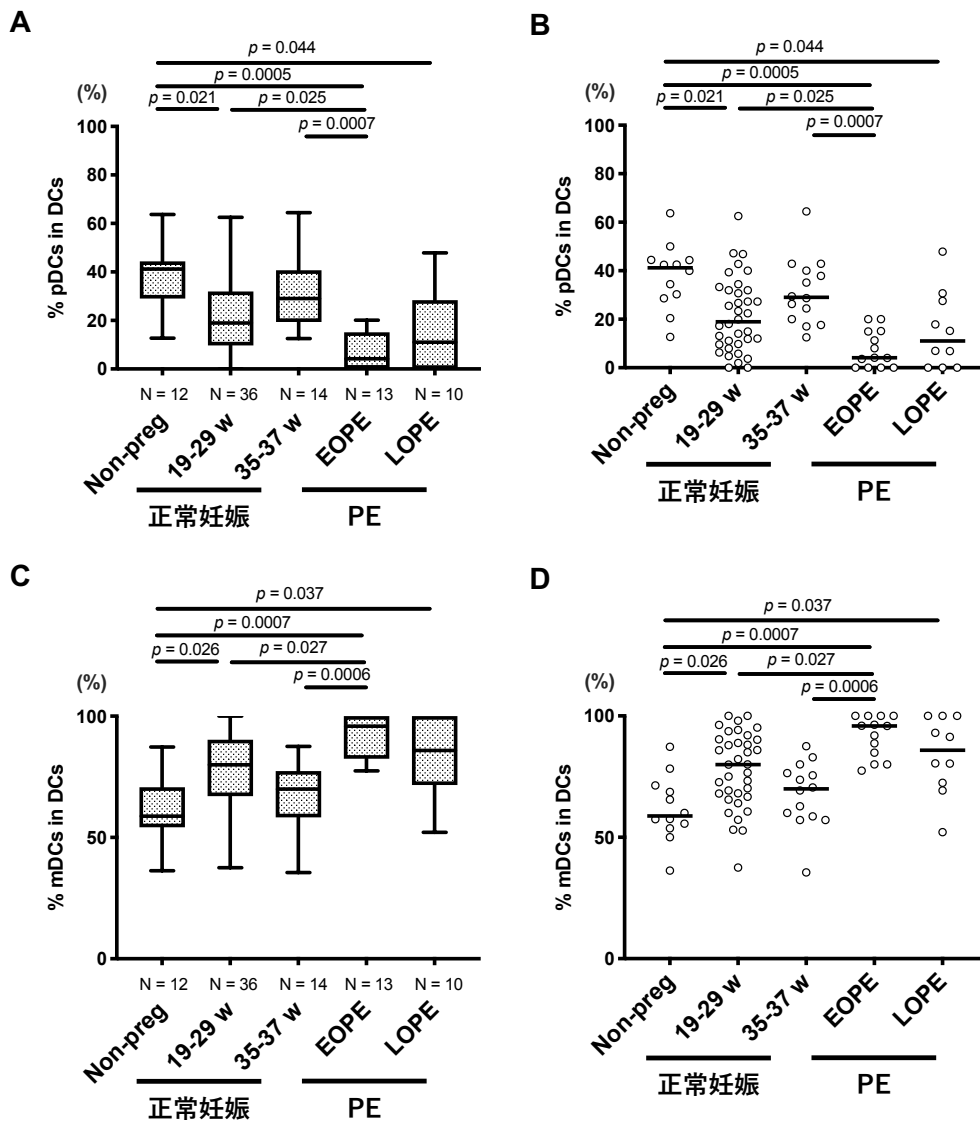 A
p = 0.044
p = 0.0005
(%)
p = 0.021
p = 0.025
p = 0.0007
100
80
60
40
20
0
% pDCs in DCs
N = 12
N = 36
N = 14
N = 13
N = 10
Non-preg
19-29 w
35-37 w
EOPE
LOPE
正常妊娠
PE
B
p = 0.044
p = 0.0005
(%)
p = 0.021
p = 0.025
p = 0.0007
100
80
60
40
20
0
% pDCs in DCs
Non-preg
19-29 w
35-37 w
EOPE
LOPE
正常妊娠
PE
C
p = 0.037
p = 0.0007
p = 0.026
p = 0.027
(%)
p = 0.0006
100
50
0
% mDCs in DCs
N = 12
N = 36
N = 14
N = 13
N = 10
Non-preg
19-29 w
35-37 w
EOPE
LOPE
正常妊娠
PE
D
p = 0.037
p = 0.0007
p = 0.026
p = 0.027
(%)
p = 0.0006
100
50
0
% mDCs in DCs
Non-preg
19-29 w
35-37 w
EOPE
LOPE
正常妊娠
PE